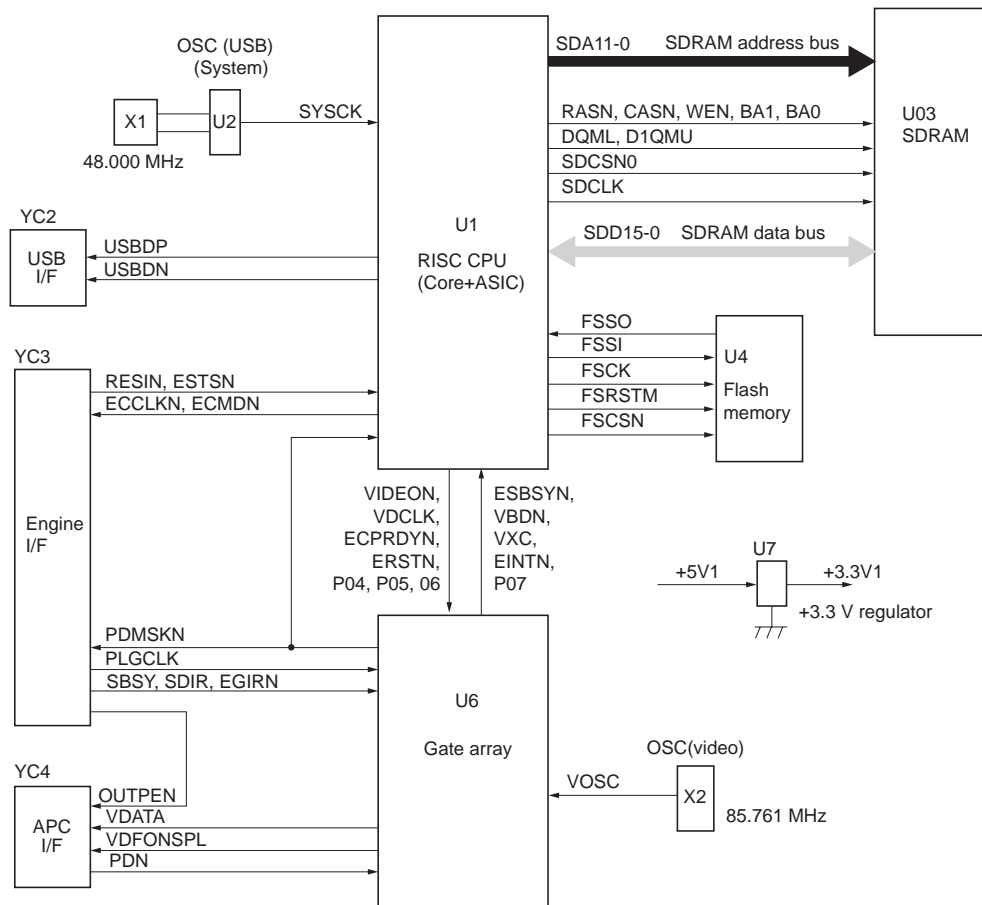 OSC (USB)
(System)
X1
U2
SYSCK
48.000 MHz
YC2
USB
I/F
USBDP
USBDN
U1
RISC CPU
(Core+ASIC)
SDA11-0 SDRAM address bus
RASN, CASN, WEN, BA1, BA0
DQML, D1QMU
SDCSN0
SDCLK
SDD15-0 SDRAM data bus
U03
SDRAM
FSSO
FSSI
FSCK
FSRSTM
FSCSN
U4
Flash
memory
YC3
RESIN, ESTSN
ECCLKN, ECMDN
Engine
I/F
VIDEON,
VDCLK,
ECPRDYN,
ERSTN,
P04, P05, 06
ESBSYN,
VBDN,
VXC,
EINTN,
P07
U7
+5V1
+3.3V1
+3.3 V regulator
PDMSKN
PLGCLK
SBSY, SDIR, EGIRN
U6
Gate array
YC4
APC
I/F
OUTPEN
VDATA
VDFONSPL
PDN
OSC(video)
VOSC
X2
85.761 MHz